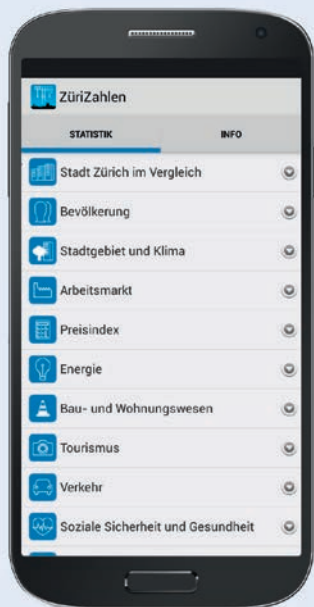 ZüriZahlen
STATISTIK INFO
Stadt Zürich im Vergleich
Bevölkerung
Stadtgebiet und Klima
Arbeitsmarkt
Preisindex
Energie
Bau- und Wohnungswesen
Tourismus
Verkehr
Soziale Sicherheit und Gesundheit